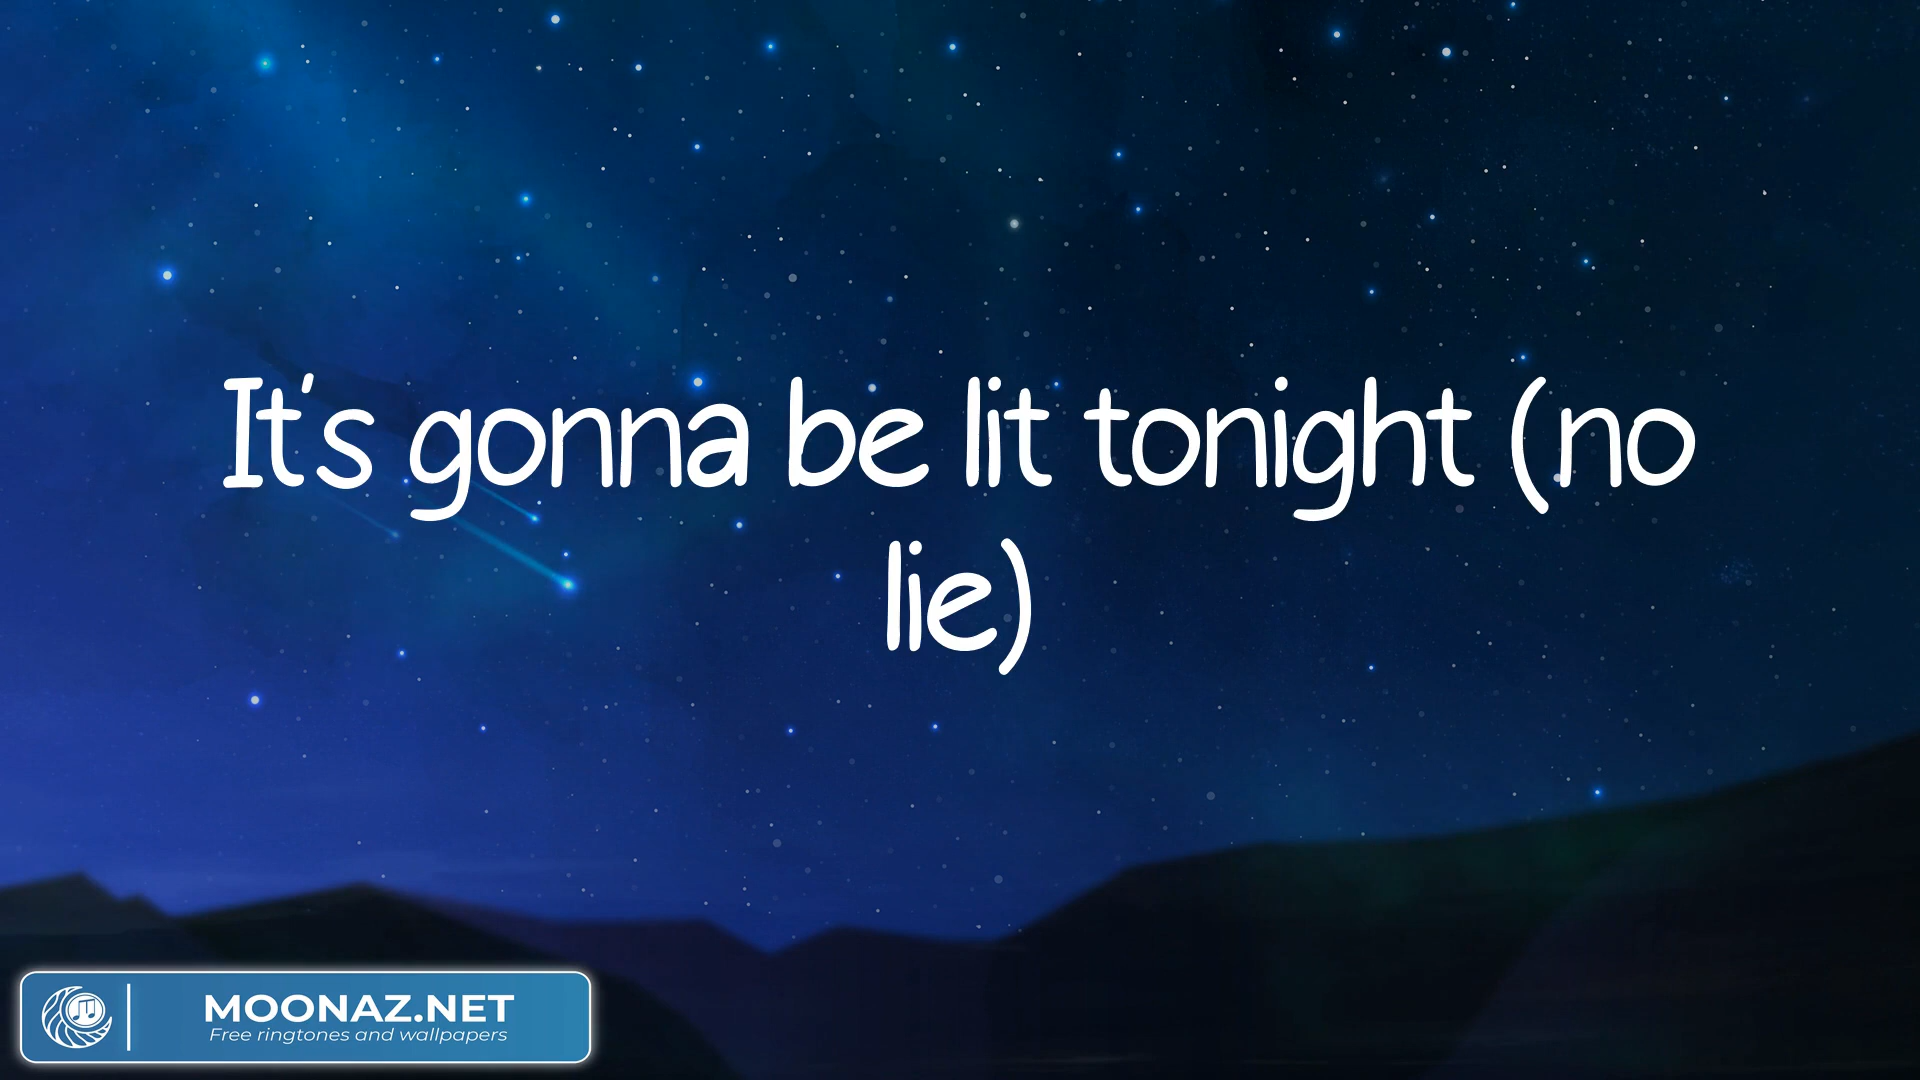 It's gonna be lit tonight (no
lie)
MOONAZ.NET
Free ringtones and wallpapers